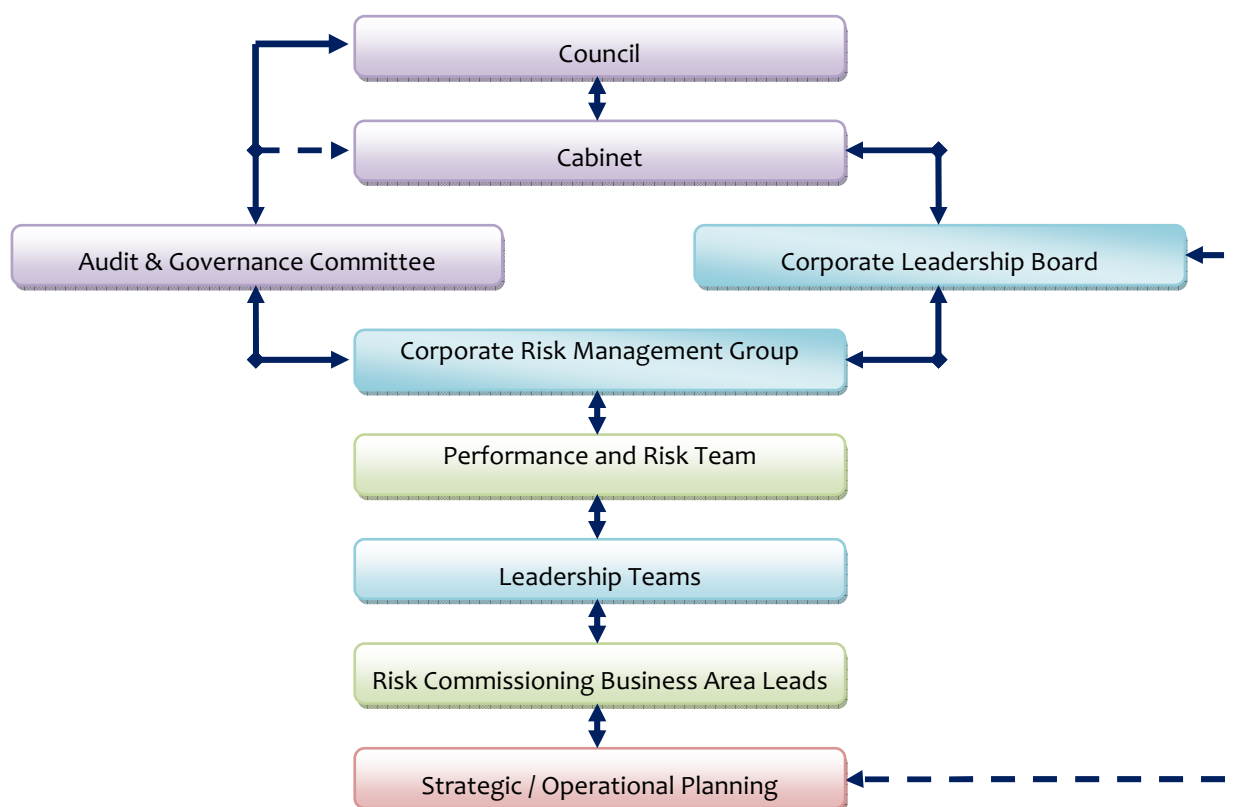 Council
Cabinet
Audit & Governance Committee
Corporate Leadership Board
Corporate Risk Management Group
Performance and Risk Team
Leadership Teams
Risk Commissioning Business Area Leads
Strategic / Operational Planning